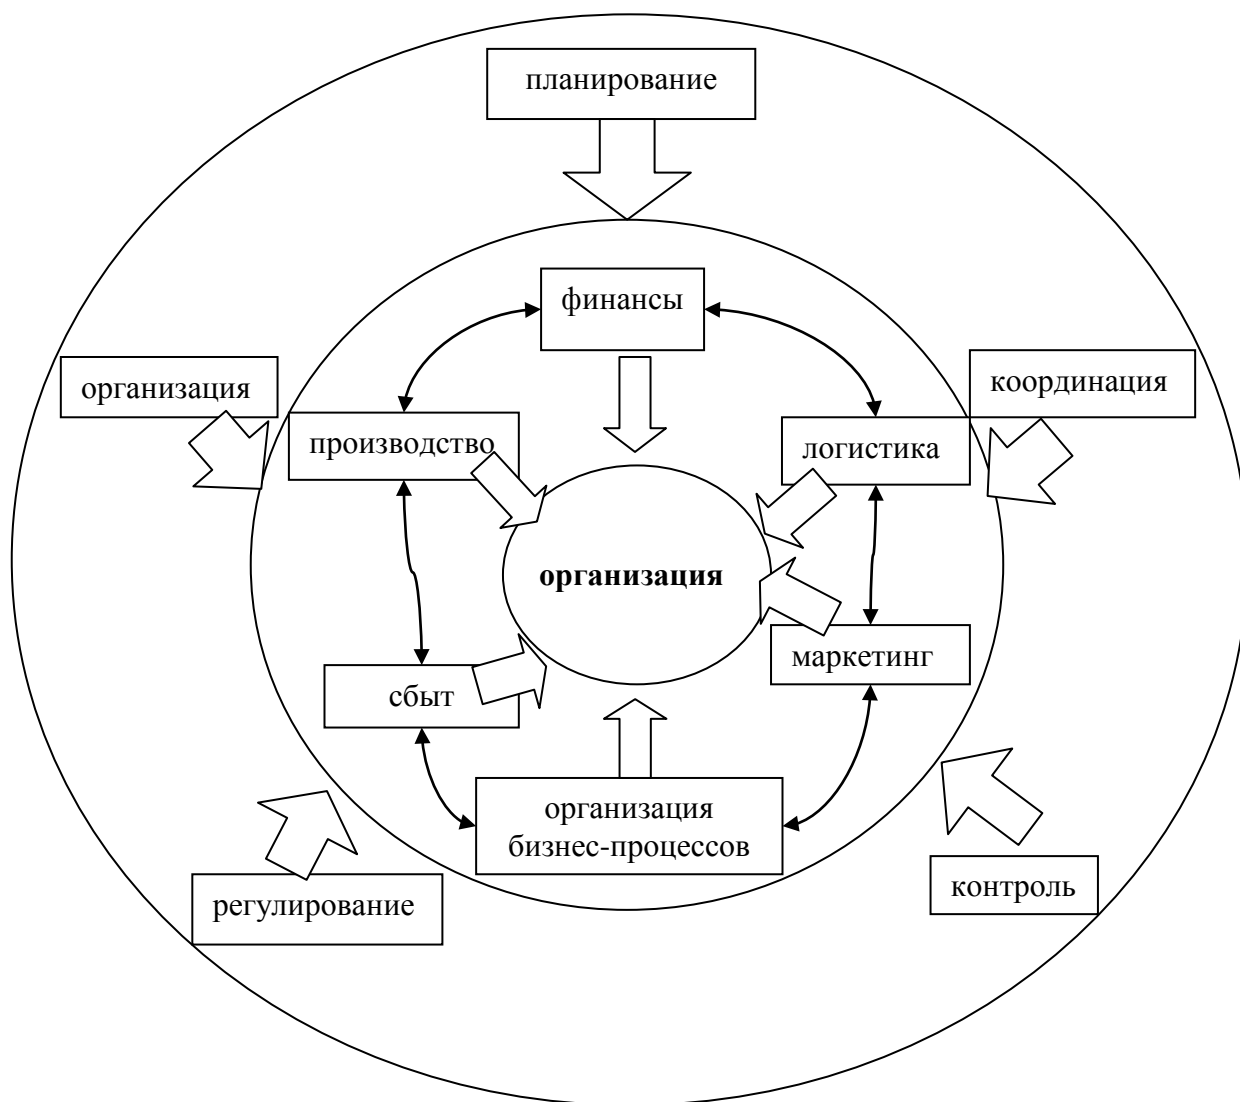 планирование
финансы
организация
координация
производство
логистика
организация
маркетинг
сбыт
организация
бизнес-процессов
регулирование
контроль